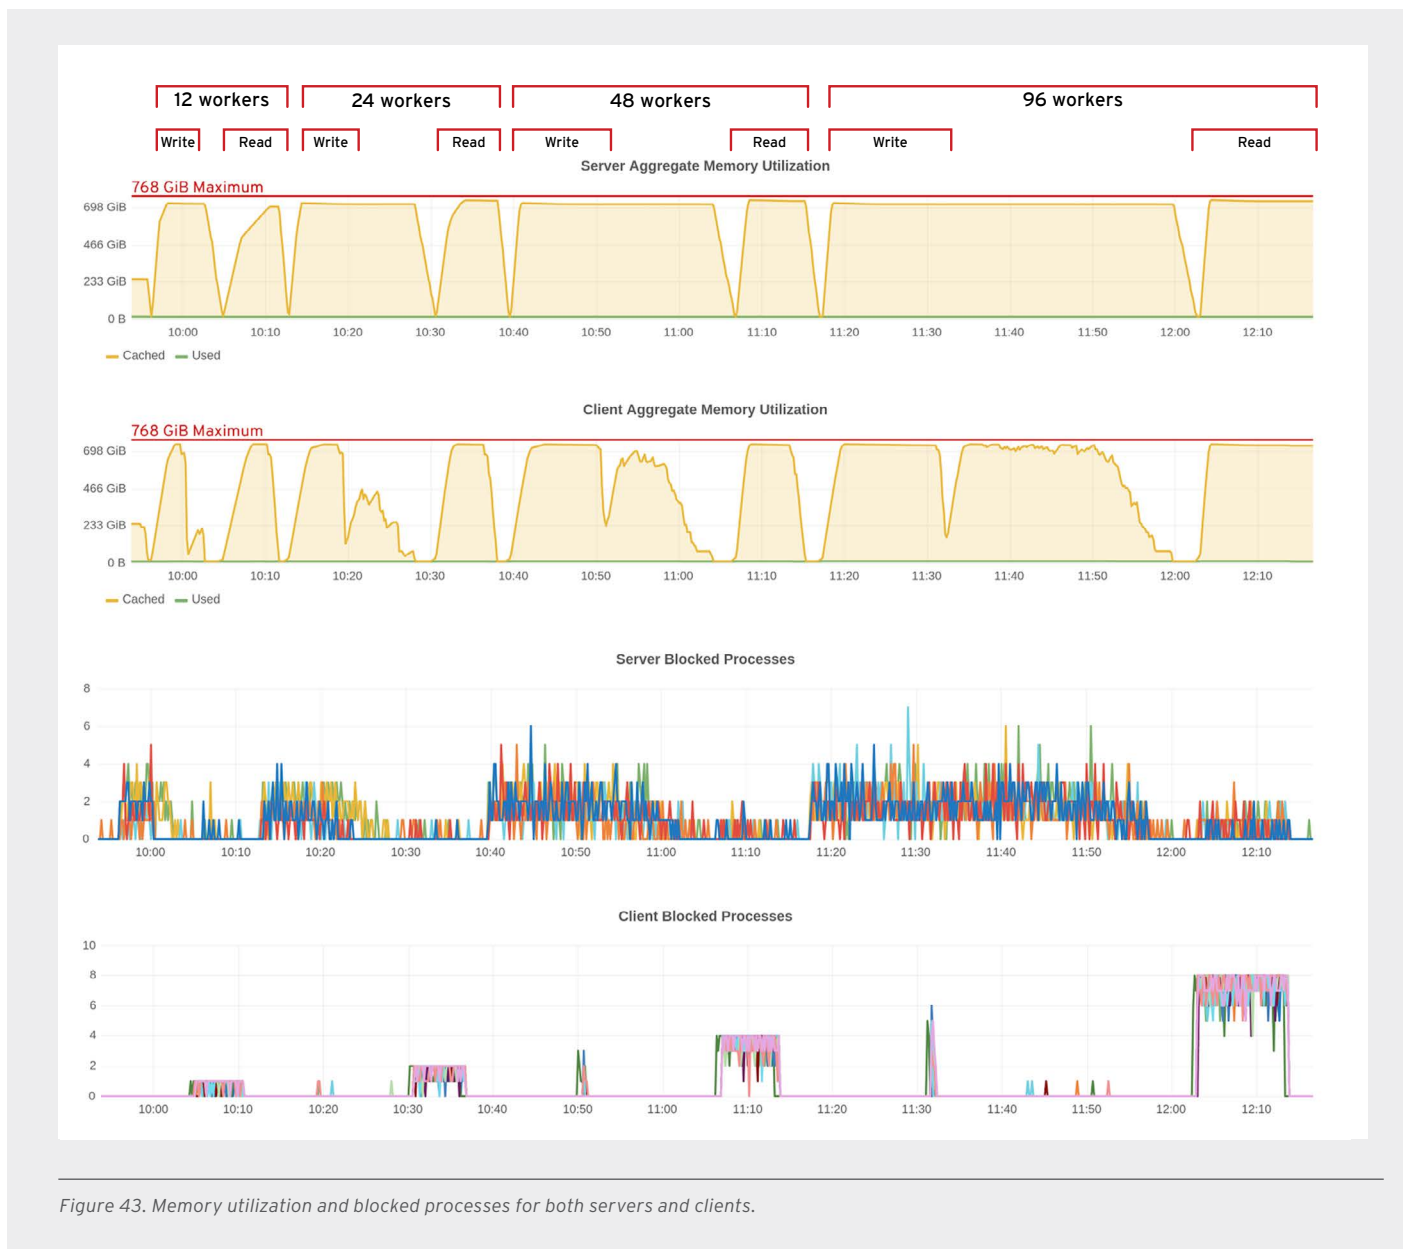 12 workers 24 workers 48 workers 96 workers
Write Read Write Read Write Read Write Read
Server Aggregate Memory Utilization
768 GiB Maximum
698 GiB
466 GiB
233 GiB
0 B
10:00 10:10 10:20 10:30 10:40 10:50 11:00 11:10 11:20 11:30 11:40 11:50 12:00 12:10
Cached Used
Client Aggregate Memory Utilization
768 GiB Maximum
698 GiB
466 GiB
233 GiB
0 B
10:00 10:10 10:20 10:30 10:40 10:50 11:00 11:10 11:20 11:30 11:40 11:50 12:00 12:10
Cached Used
Server Blocked Processes
8
6
4
2
0
10:00 10:10 10:20 10:30 10:40 10:50 11:00 11:10 11:20 11:30 11:40 11:50 12:00 12:10
Client Blocked Processes
10
8
6
4
2
0
10:00 10:10 10:20 10:30 10:40 10:50 11:00 11:10 11:20 11:30 11:40 11:50 12:00 12:10
Figure 43. Memory utilization and blocked processes for both servers and clients.